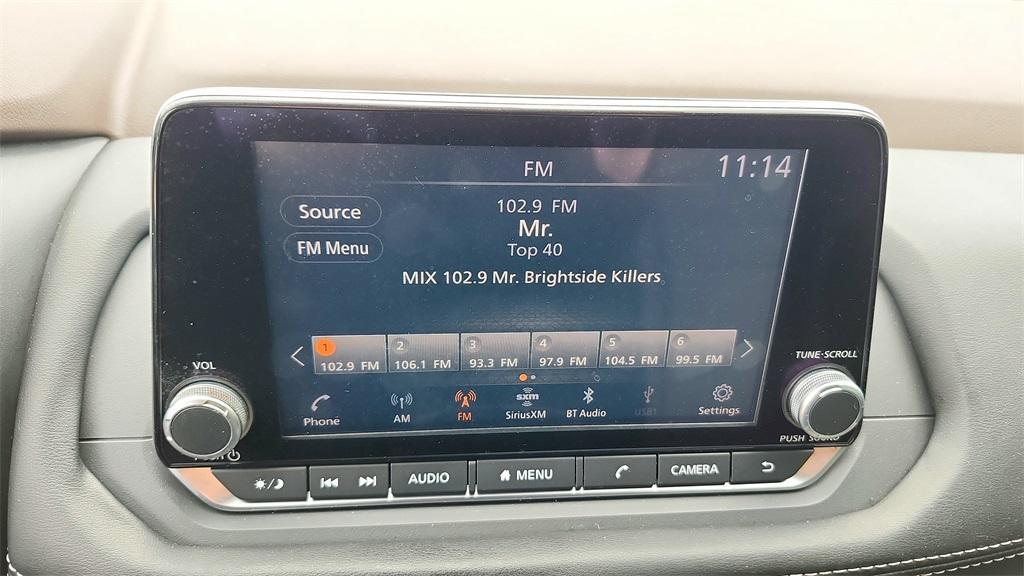 FM
11:14
Source
102.9 FM
Mr.
FM Menu
Top 40
MIX 102.9 Mr. Brightside Killers
1 2 3 4 5 6
102.9 FM 106.1 FM 93.3 FM 97.9 FM 104.5 FM 99.5 FM
VOL
TUNE·SCROLL
sxm
Phone AM FM SiriusXM BT Audio USB1 Settings
PUSH
PUSH SOUND
AUDIO MENU CAMERA